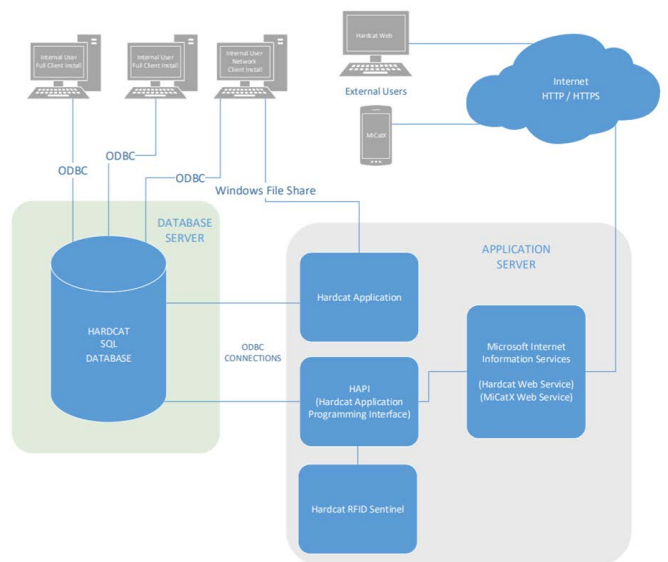 Internal User
Full Client Install
Internal User
Full Client Install
Internal User
Network
Client Install
Hardcat Web
External Users
MiCatX
Internet
HTTP / HTTPS
ODBC
ODBC
ODBC
Windows File Share
DATABASE
SERVER
HARDCAT
SQL
DATABASE
ODBC
CONNECTIONS
APPLICATION
SERVER
Hardcat Application
HAPI
(Hardcat Application
Programming Interface)
Hardcat RFID Sentinel
Microsoft Internet
Information Services
(Hardcat Web Service)
(MiCatX Web Service)